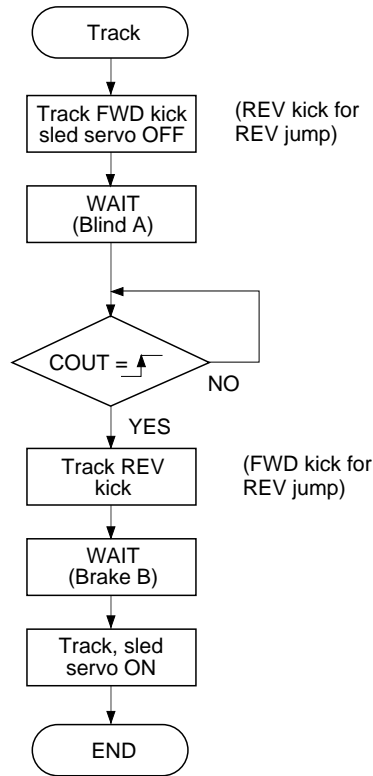 Track
Track FWD kick
sled servo OFF
(REV kick for
REV jump)
WAIT
(Blind A)
COUT =
NO
YES
Track REV
kick
(FWD kick for
REV jump)
WAIT
(Brake B)
Track, sled
servo ON
END